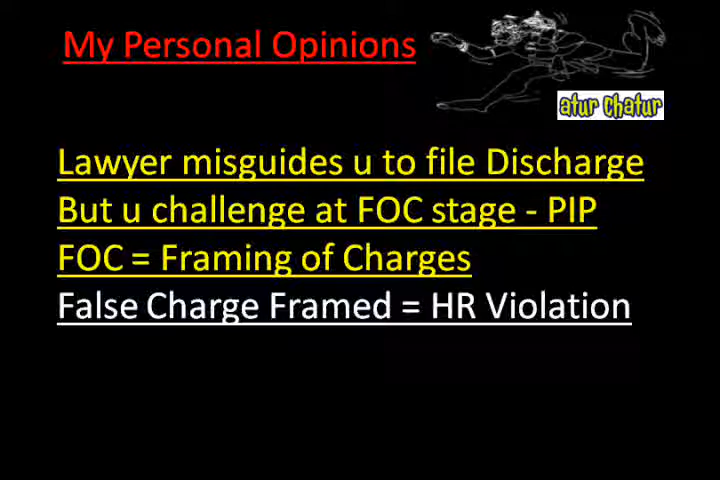 My Personal Opinions
atur chatur
Lawyer misguides u to file Discharge
But u challenge at FOC stage - PIP
FOC = Framing of Charges
False Charge Framed = HR Violation